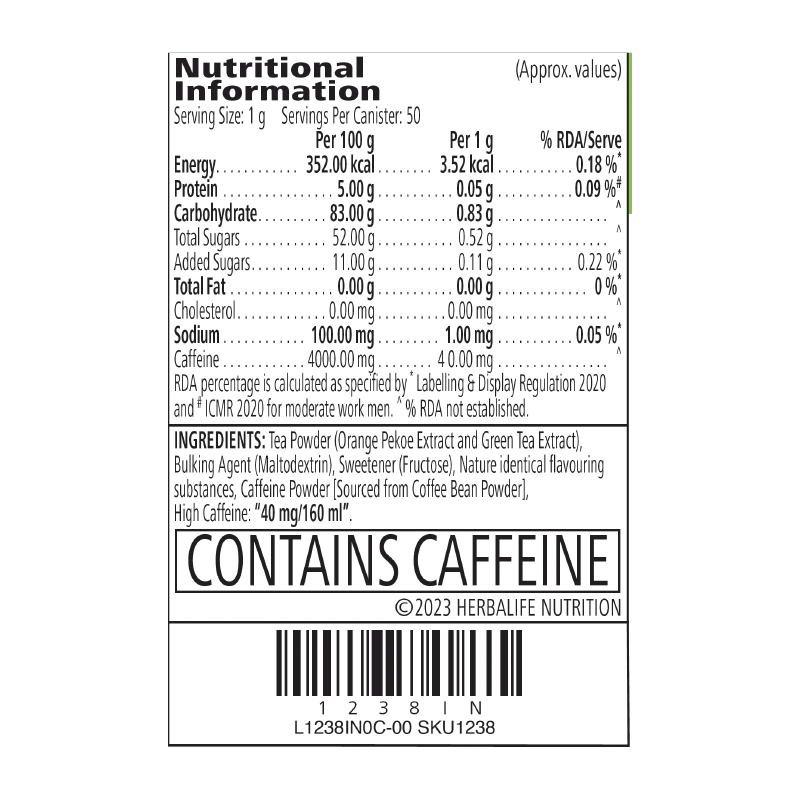 Nutritional
Information
(Approx. values)
Serving Size: 1 g Servings Per Canister: 50
Per 100 g Per 1 g % RDA/Serve
Energy............ 352.00 kcal........ 3.52 kcal........... 0.18 %*
Protein ................ 5.00 g........... 0.05 g........... 0.09 %#
Carbohydrate.......... 83.00 g........... 0.83 g................ ^
Total Sugars ............ 52.00 g........... 0.52 g................ ^
Added Sugars........... 11.00 g........... 0.11 g........... 0.22 %*
Total Fat ............... 0.00 g........... 0.00 g.............. 0 %*
Cholesterol............ 0.00 mg......... 0.00 mg................ ^
Sodium ............ 100.00 mg......... 1.00 mg........... 0.05 %*
Caffeine ............ 4000.00 mg........ 4 0.00 mg................ ^
RDA percentage is calculated as specified by * Labelling & Display Regulation 2020
and # ICMR 2020 for moderate work men. ^ % RDA not established.
INGREDIENTS: Tea Powder (Orange Pekoe Extract and Green Tea Extract),
Bulking Agent (Maltodextrin), Sweetener (Fructose), Nature identical flavouring
substances, Caffeine Powder [Sourced from Coffee Bean Powder],
High Caffeine: "40 mg/160 ml".
CONTAINS CAFFEINE
©2023 HERBALIFE NUTRITION
1 2 3 8 I N
L1238IN0C-00 SKU1238